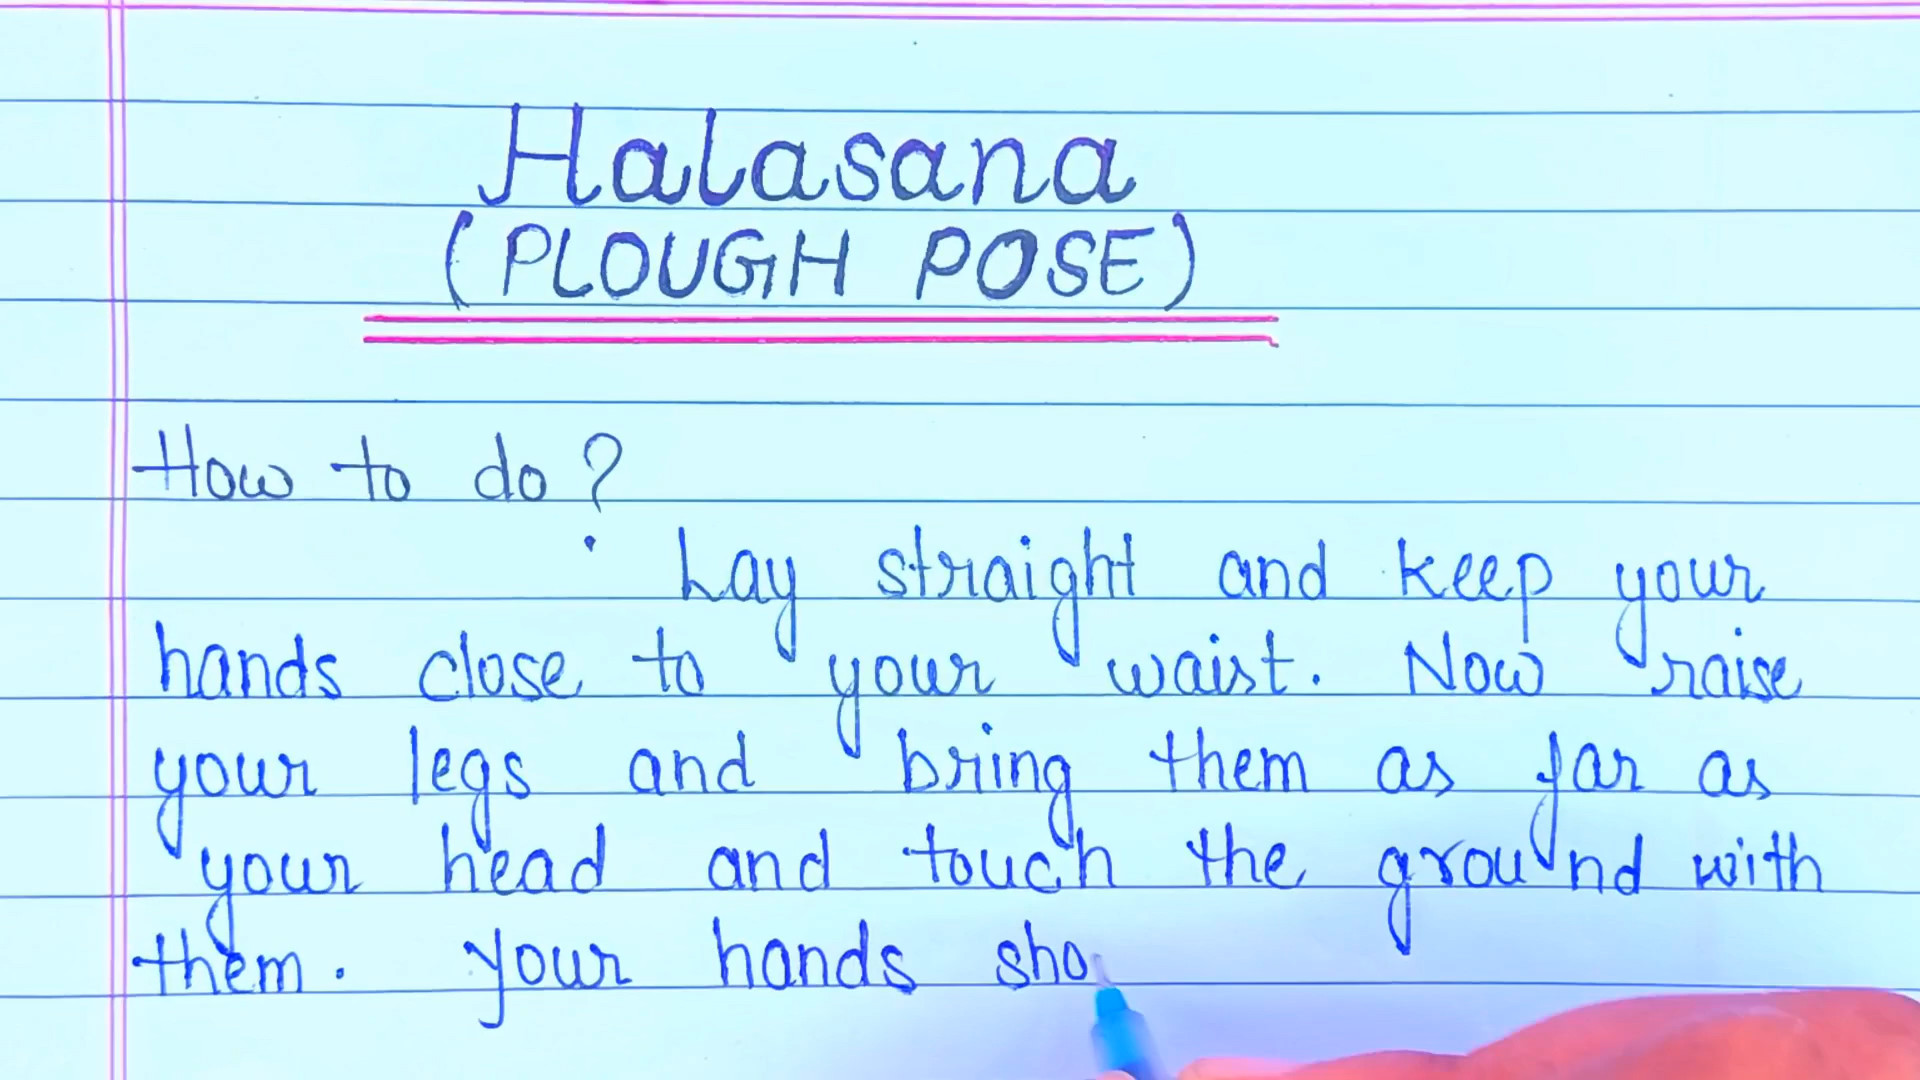 Halasana
(PLOUGH POSE)
How to do?
Lay straight and keep your
hands close to your waist. Now raise
your legs and bring them as far as
your head and touch the ground with
them. Your hands sho